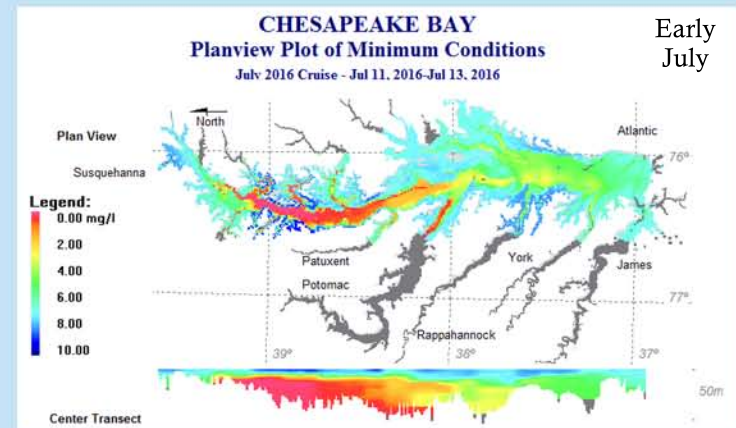 CHESAPEAKE BAY
Planview Plot of Minimum Conditions
July 2016 Cruise - Jul 11, 2016-Jul 13, 2016
Early
July
North
Plan View
Atlantic
76°
Susquehanna
Legend:
0.00 mg/l
2.00
4.00
6.00
8.00
10.00
Patuxent
York
James
Potomac
77°
Rappahannock
39°
38°
37°
50m
Center Transect